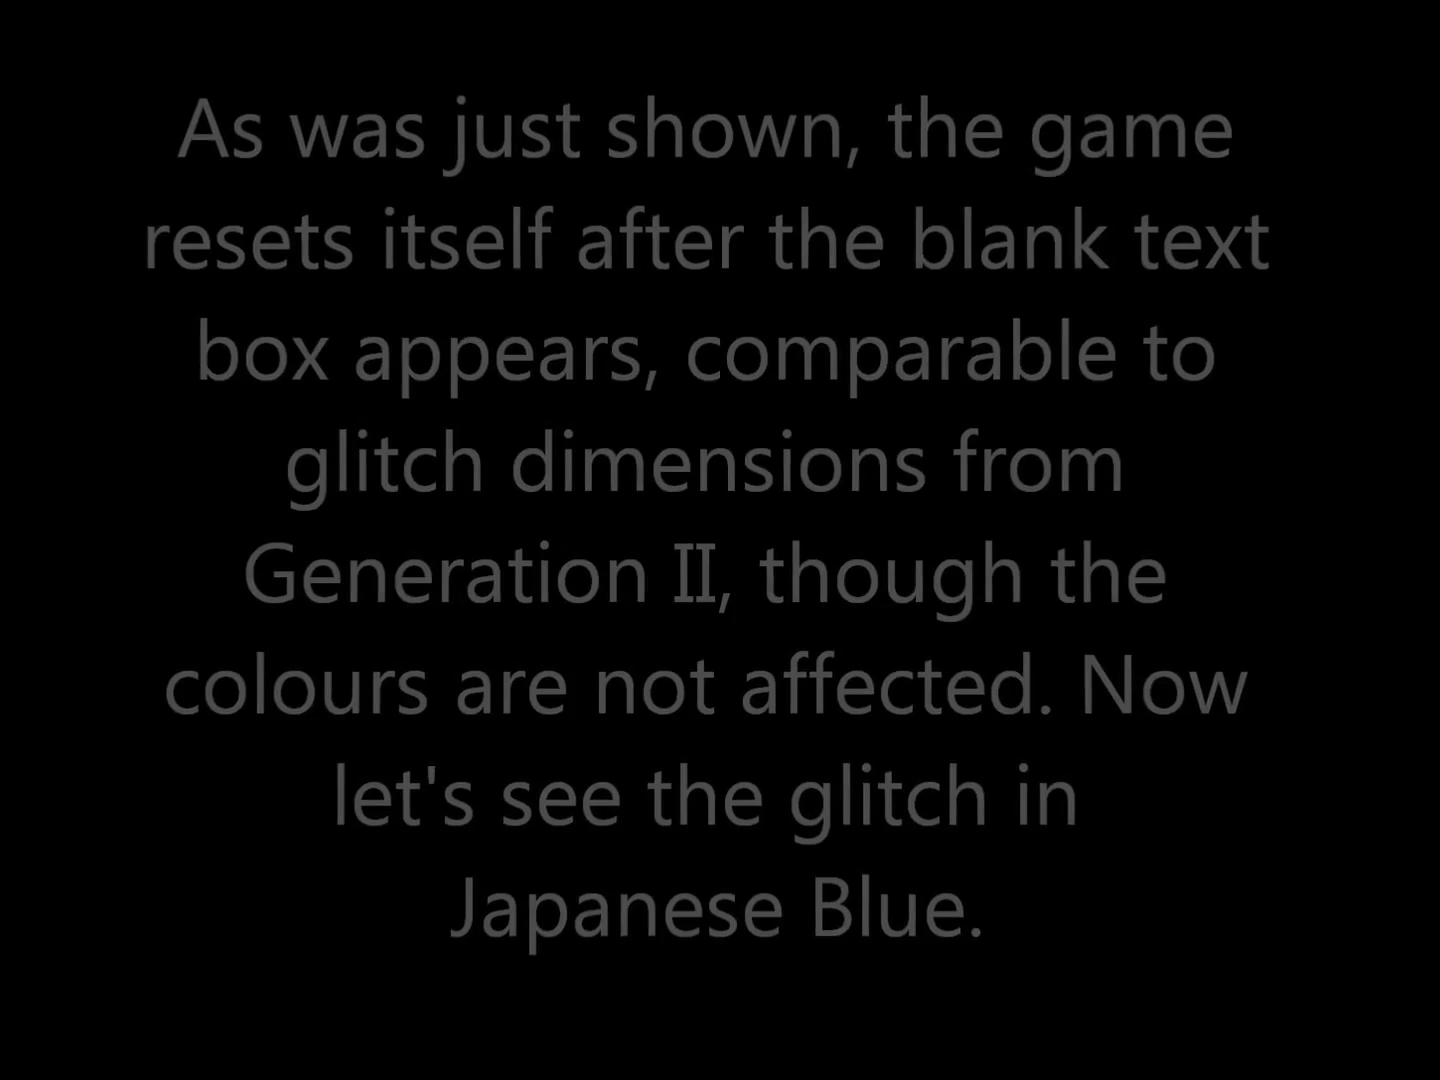 As was just shown, the game
resets itself after the blank text
box appears, comparable to
glitch dimensions from
Generation II, though the
colours are not affected. Now
let's see the glitch in
Japanese Blue.